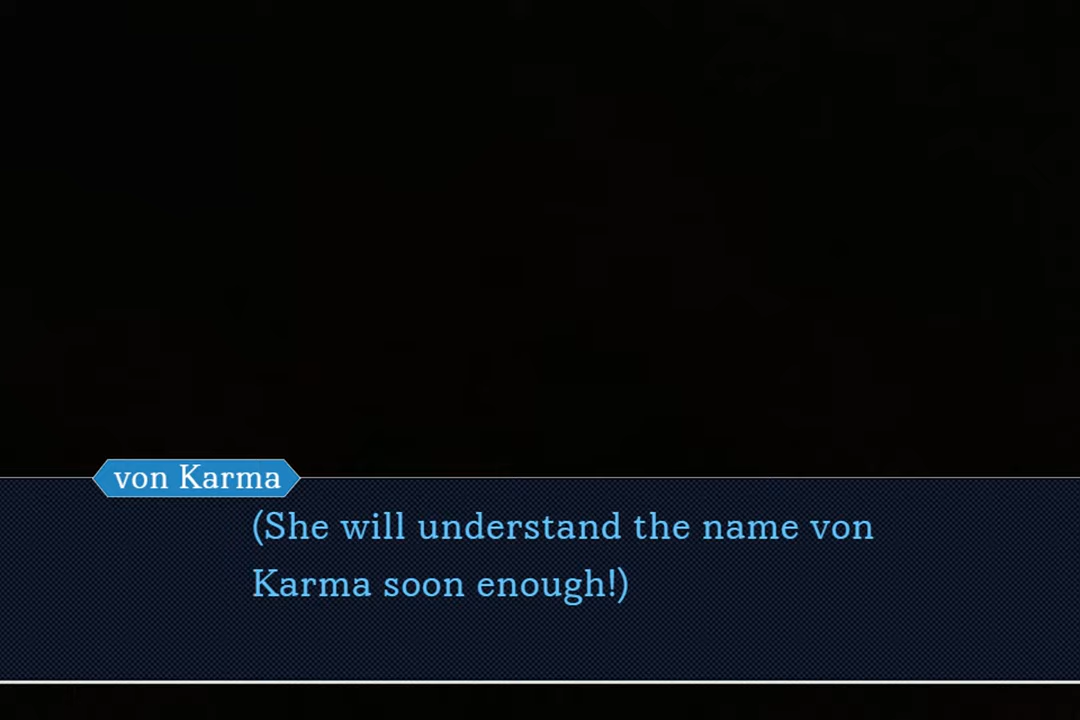 von Karma
(She will understand the name von
Karma soon enough!)